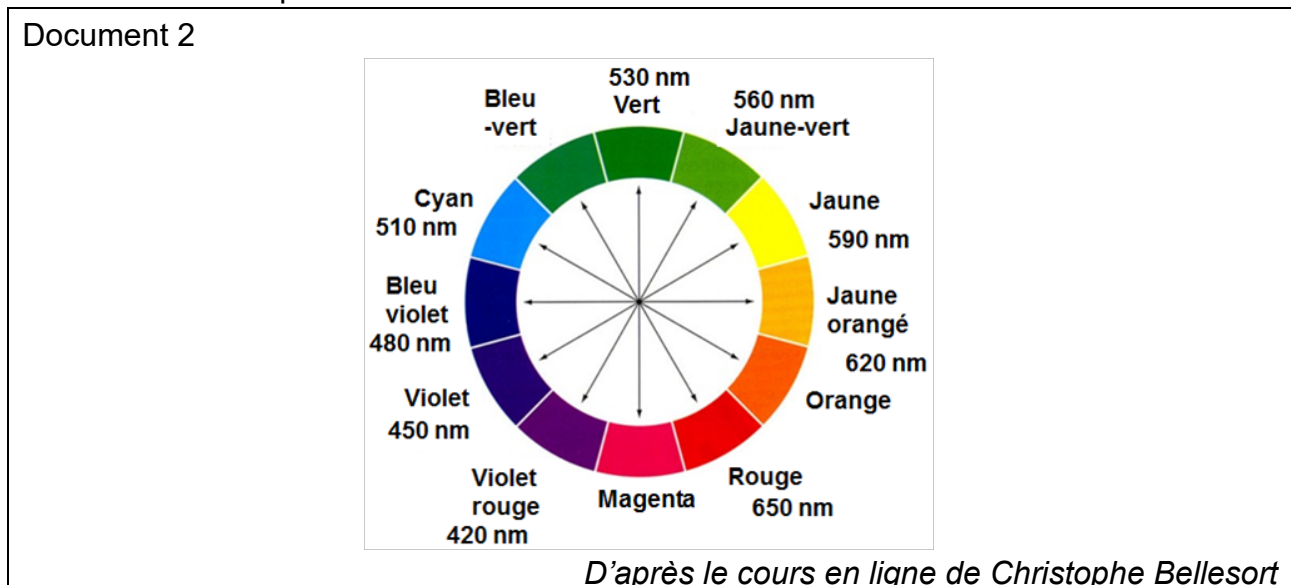 Document 2
530 nm
Vert
560 nm
Jaune-vert
Jaune
590 nm
Jaune
orangé
620 nm
Orange
Rouge
650 nm
Magenta
Violet
rouge
420 nm
Violet
450 nm
Bleu
violet
480 nm
Cyan
510 nm
Bleu
-vert
D'après le cours en ligne de Christophe Bellesort